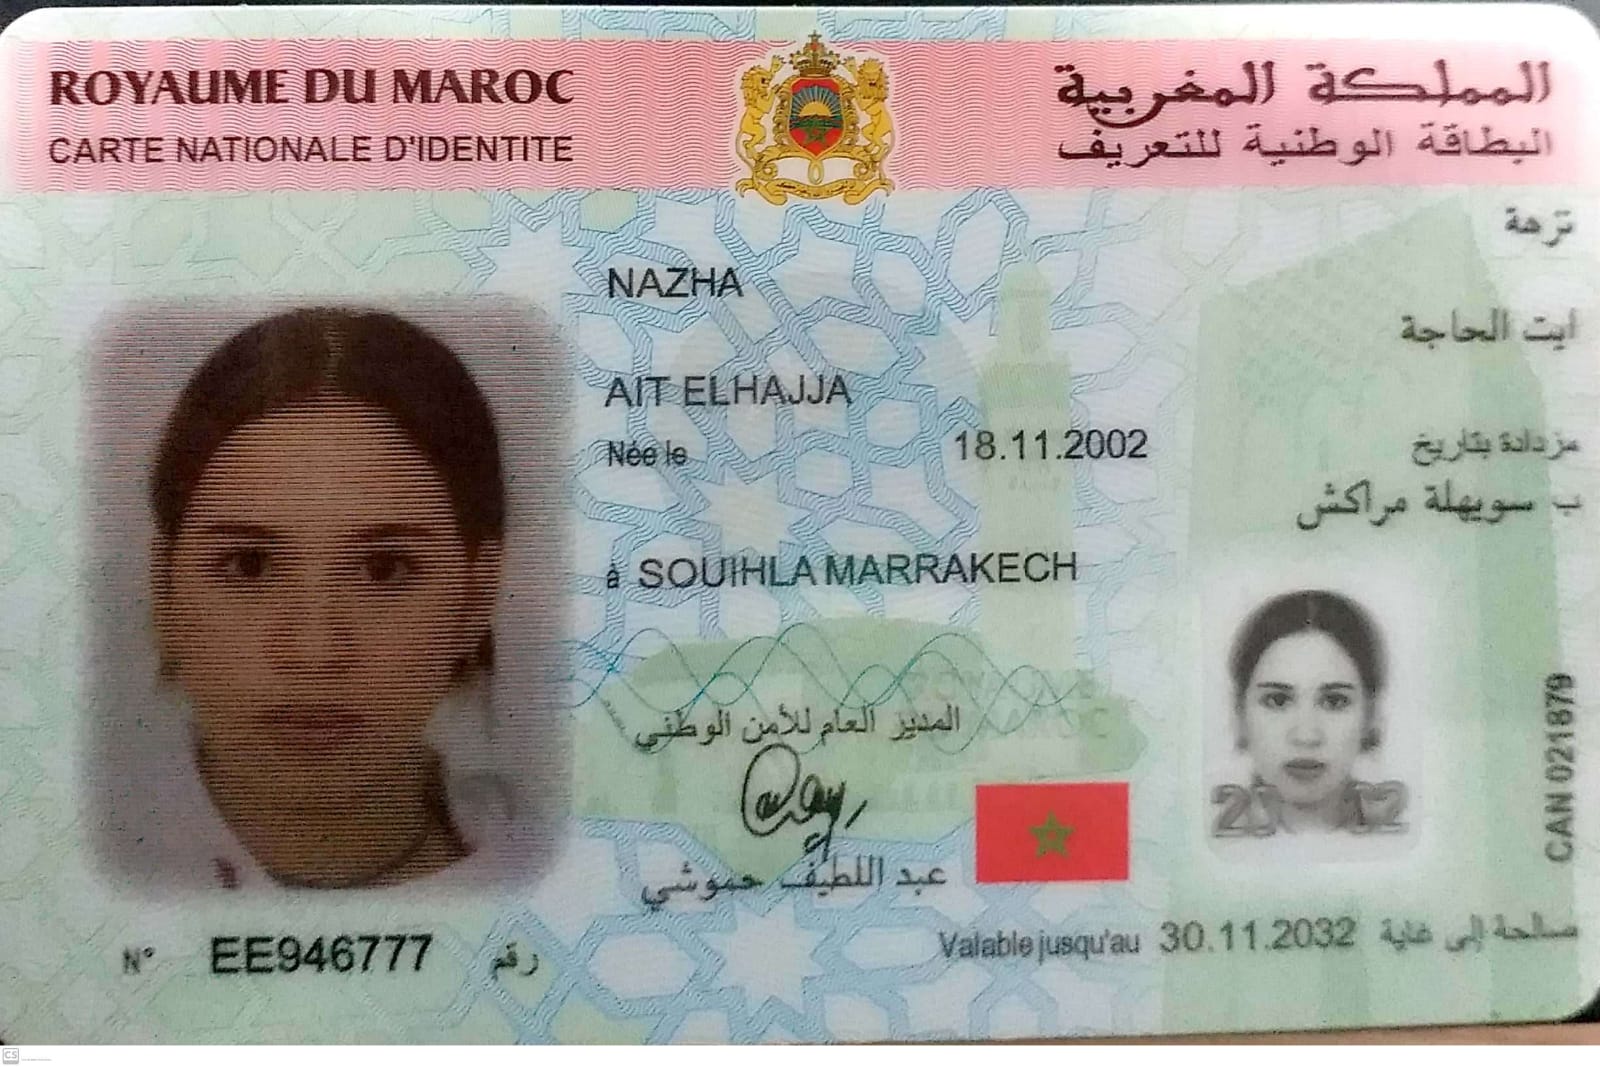 ROYAUME DU MAROC
المملكة المغربية
CARTE NATIONALE D'IDENTITE
البطاقة الوطنية للتعريف
نزهة
NAZHA
ايت الحاجة
AIT ELHAJJA
Née le 18.11.2002 مزدادة بتاريخ
ب سويهلة مراكش
à SOUIHLA MARRAKECH
المدير العام للأمن الوطني
عبد اللطيف حموشي
CAN 021879
N° EE946777 رقم
Valable jusqu'au 30.11.2032 صالحة إلى غاية
CS